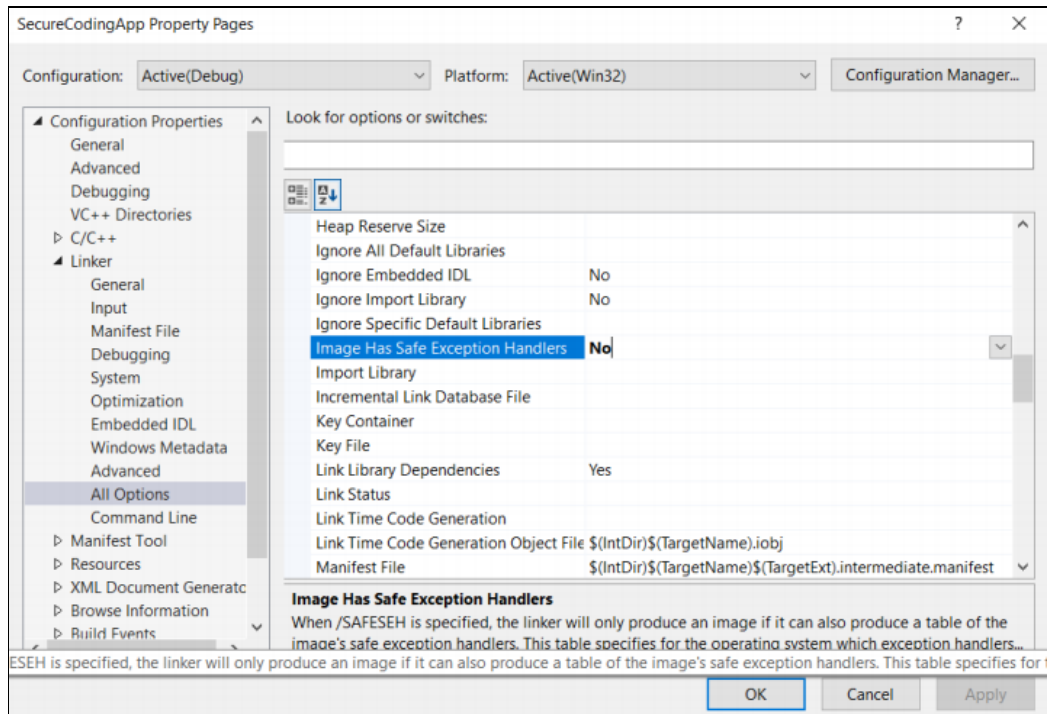 SecureCodingApp Property Pages ? ×
Configuration: Active(Debug) Platform: Active(Win32) Configuration Manager...
Configuration Properties
General
Advanced
Debugging
VC++ Directories
C/C++
Linker
General
Input
Manifest File
Debugging
System
Optimization
Embedded IDL
Windows Metadata
Advanced
All Options
Command Line
Manifest Tool
Resources
XML Document Generatc
Browse Information
Build Events
Look for options or switches:
Heap Reserve Size
Ignore All Default Libraries
Ignore Embedded IDL No
Ignore Import Library No
Ignore Specific Default Libraries
Image Has Safe Exception Handlers No
Import Library
Incremental Link Database File
Key Container
Key File
Link Library Dependencies Yes
Link Status
Link Time Code Generation
Link Time Code Generation Object File $(IntDir)$(TargetName).iobj
Manifest File $(IntDir)$(TargetName)$(TargetExt).intermediate.manifest
Image Has Safe Exception Handlers
When /SAFESEH is specified, the linker will only produce an image if it can also produce a table of the
image's safe exception handlers. This table specifies for the operating system which exception handlers...
ESEH is specified, the linker will only produce an image if it can also produce a table of the image's safe exception handlers. This table specifies for
OK Cancel Apply